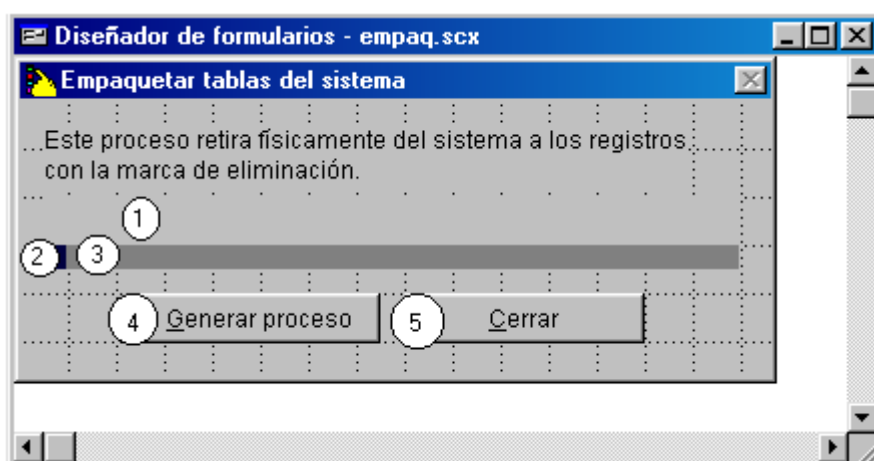 Diseñador de formularios - empaq.scx
Empaquetar tablas del sistema
Este proceso retira físicamente del sistema a los registros
con la marca de eliminación.
1
2 3
4 Generar proceso 5 Cerrar